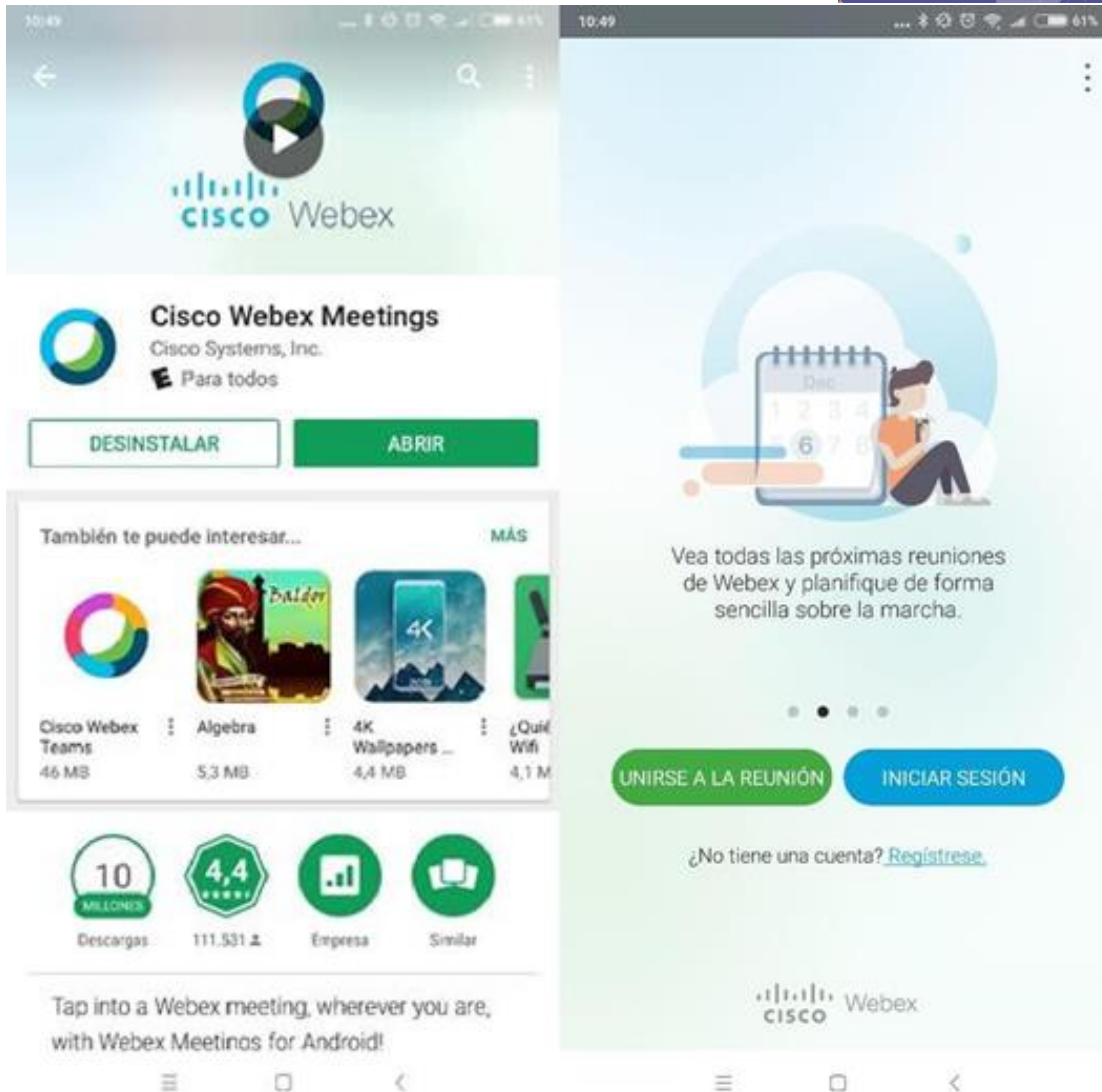 10:49
61%
CISCO Webex
Cisco Webex Meetings
Cisco Systems, Inc.
E Para todos
DESINSTALAR
ABRIR
También te puede interesar...
MÁS
Baldor
4K
Cisco Webex
Teams
46 MB
Algebra
5,3 MB
4K
Wallpapers ...
4,4 MB
¿Quié
Wifi
4,1 M
10
MILLONES
Descargas
4,4
111.531
Empresa
Similar
Tap into a Webex meeting, wherever you are,
with Webex Meetings for Android!
10:49
61%
Dec
1 2 3 4
5 6 7 8
Vea todas las próximas reuniones
de Webex y planifique de forma
sencilla sobre la marcha.
UNIRSE A LA REUNIÓN
INICIAR SESIÓN
¿No tiene una cuenta? Regístrese.
CISCO Webex